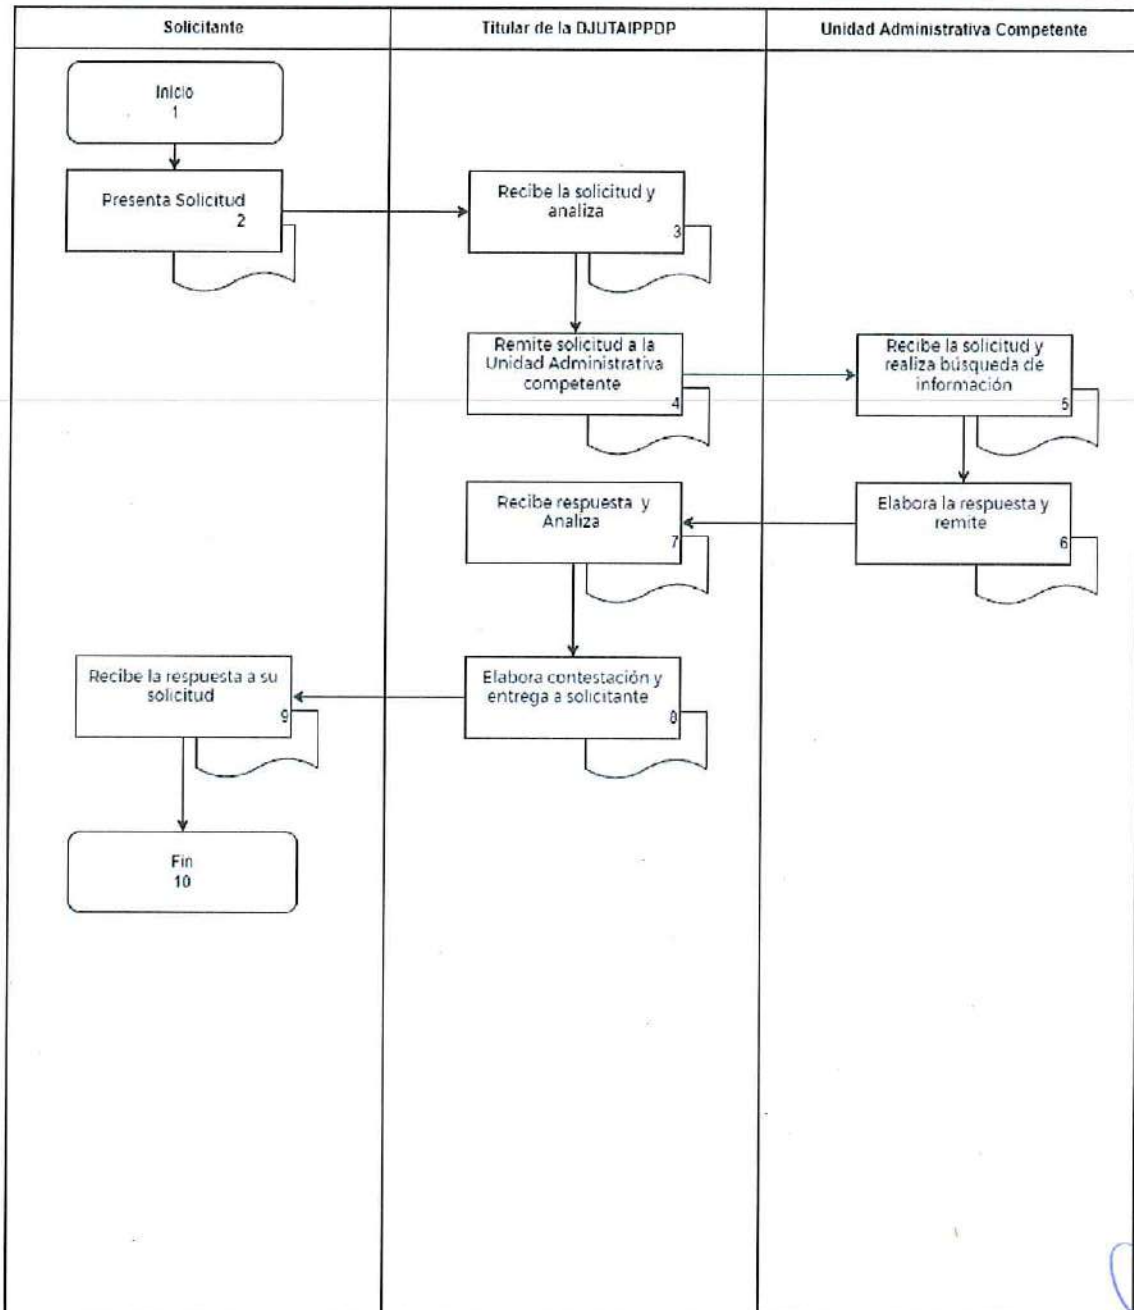 Solicitante
Titular de la DJUTAIPPDP
Unidad Administrativa Competente
Inicio
1
Presenta Solicitud
2
Recibe la solicitud y
analiza
3
Remite solicitud a la
Unidad Administrativa
competente
4
Recibe la solicitud y
realiza búsqueda de
información
5
Elabora la respuesta y
remite
6
Recibe respuesta y
Analiza
7
Elabora contestación y
entrega a solicitante
8
Recibe la respuesta a su
solicitud
9
Fin
10